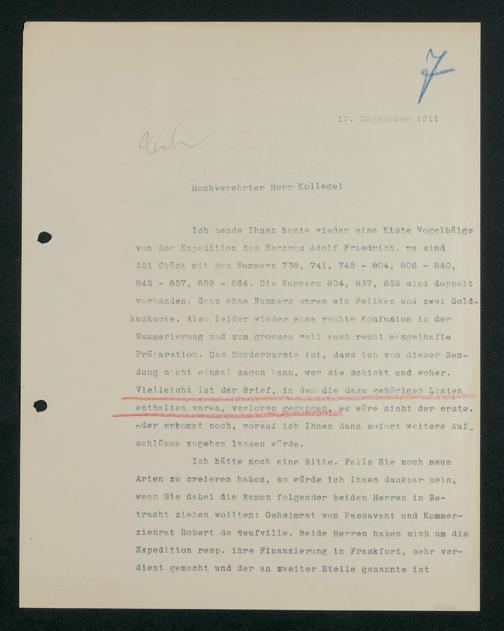 7
12. September 1911
Hochverehrter Herr Kollege!
Ich sende Ihnen heute wieder eine Kiste Vogelbälge
von der Expedition des Herzogs Adolf Friedrich. Es sind
121 Stück mit den Nummern 738, 741, 745 - 804, 806 - 840,
842 - 857, 859 - 864. Die Nummern 804, 837, 852 sind doppelt
vorhanden. Ganz ohne Nummern waren ein Pelikan und zwei Gold-
kuckucke. Also leider wieder eine rechte Konfusion in der
Nummerierung und zum grossen Teil auch recht mangelhafte
Präparation. Das Sonderbarste ist, dass ich von dieser Sen-
dung nicht einmal sagen kann, wer sie schickt und woher.
Vielleicht ist der Brief, in dem die dazu gehörigen Listen
enthalten waren, verloren gegangen, es wäre nicht der erste.
oder erkommt noch, worauf ich Ihnen dann sofort weitere Auf_
schlüsse zugehen lassen würde.
Ich hätte noch eine Bitte. Falls Sie noch neue
Arten zu creieren haben, so würde ich Ihnen dankbar sein,
wenn Sie dabei die Namen folgender beiden Herren in Be-
tracht ziehen wollten: Geheimrat von Passavant und Kommer-
zienrat Robert de Neufville. Beide Herren haben sich um die
Expedition resp. ihre Finanzierung in Frankfurt, sehr ver-
dient gemacht und der an zweiter Stelle genannte ist